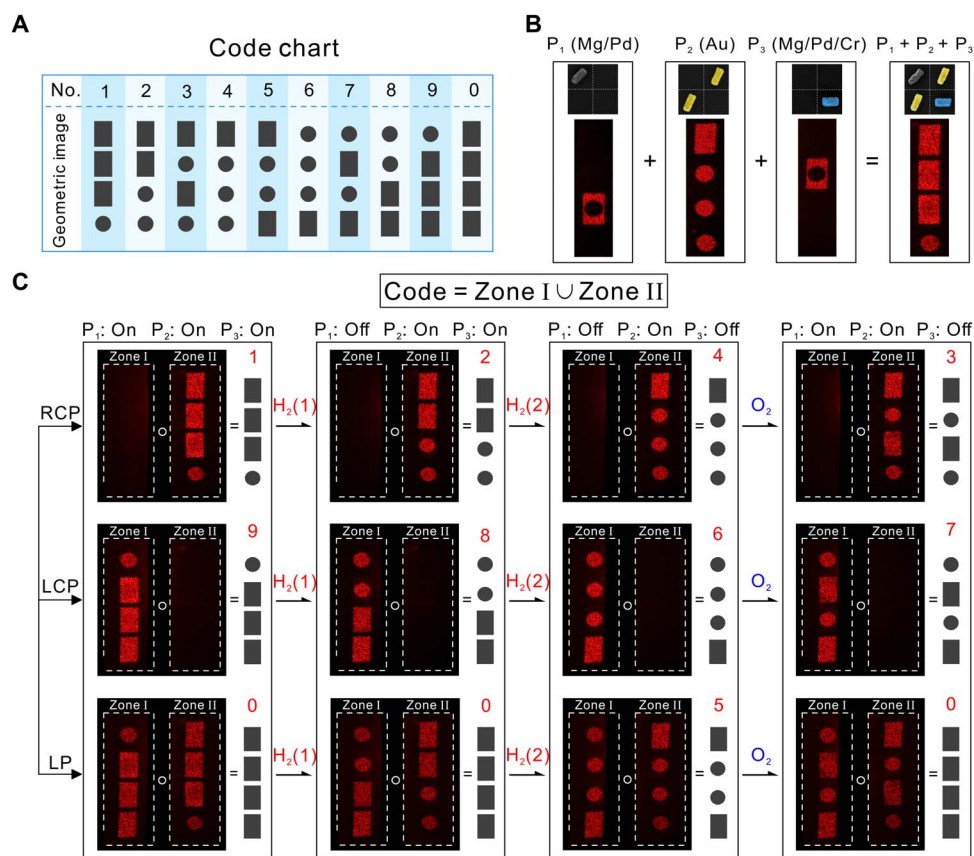 A
Code chart
No. 1 2 3 4 5 6 7 8 9 0
Geometric image
B
P₁ (Mg/Pd) P₂ (Au) P₃ (Mg/Pd/Cr) P₁ + P₂ + P₃
+ + =
C
Code = Zone I ∪ Zone II
P₁: On P₂: On P₃: On P₁: Off P₂: On P₃: On P₁: Off P₂: On P₃: Off P₁: Off P₂: On P₃: On
Zone I Zone II 1 Zone I Zone II 2 Zone I Zone II 4 Zone I Zone II 3
RCP = H₂(1) = H₂(2) = O₂ =
Zone I Zone II 9 Zone I Zone II 8 Zone I Zone II 6 Zone I Zone II 7
LCP = H₂(1) = H₂(2) = O₂ =
Zone I Zone II 0 Zone I Zone II 0 Zone I Zone II 5 Zone I Zone II 0
LP = H₂(1) = H₂(2) = O₂ =